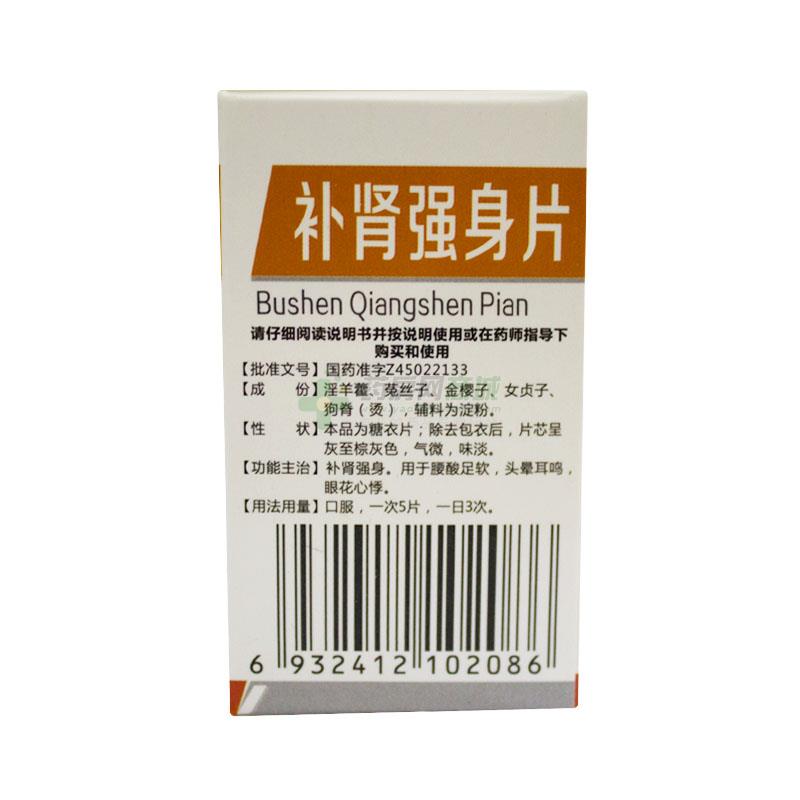 补肾强身片
Bushen Qiangshen Pian
请仔细阅读说明书并按说明使用或在药师指导下
购买和使用
【批准文号】国药准字Z45022133
【成　份】淫羊藿、菟丝子、金樱子、女贞子、
狗脊（烫），辅料为淀粉。
【性　状】本品为糖衣片；除去包衣后，片芯呈
灰至棕灰色，气微，味淡。
【功能主治】补肾强身。用于腰酸足软，头晕耳鸣，
眼花心悸。
【用法用量】口服，一次5片，一日3次。
6 932412 102086